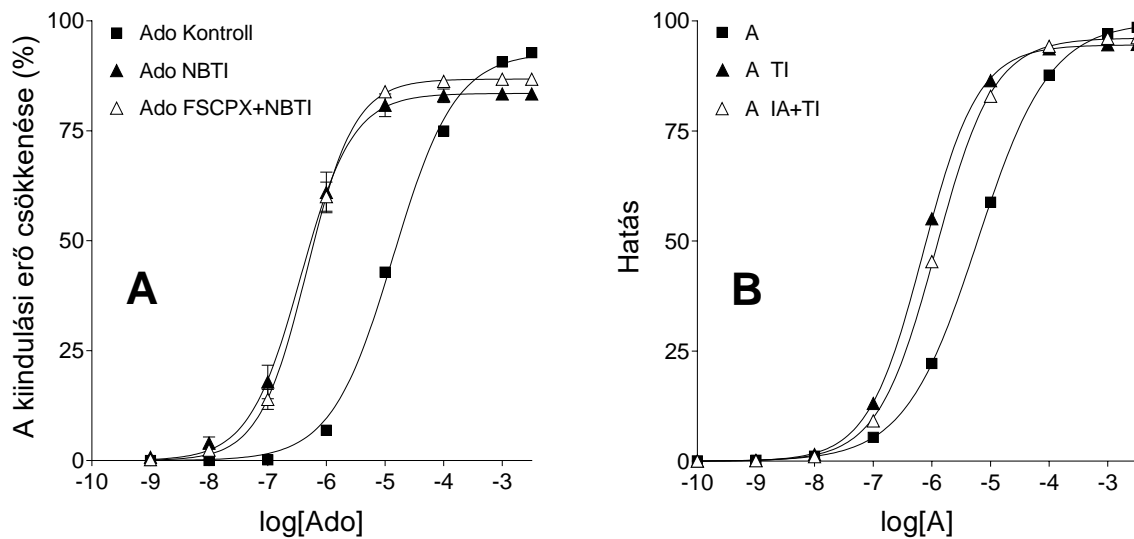 A kiindulási erő csökkenése (%)
100
75
50
25
0
Ado Kontroll
Ado NBTI
Ado FSCPX+NBTI
A
-10 -9 -8 -7 -6 -5 -4 -3
log[Ado]
Hatás
100
75
50
25
0
A
A TI
A IA+TI
B
-10 -9 -8 -7 -6 -5 -4 -3
log[A]